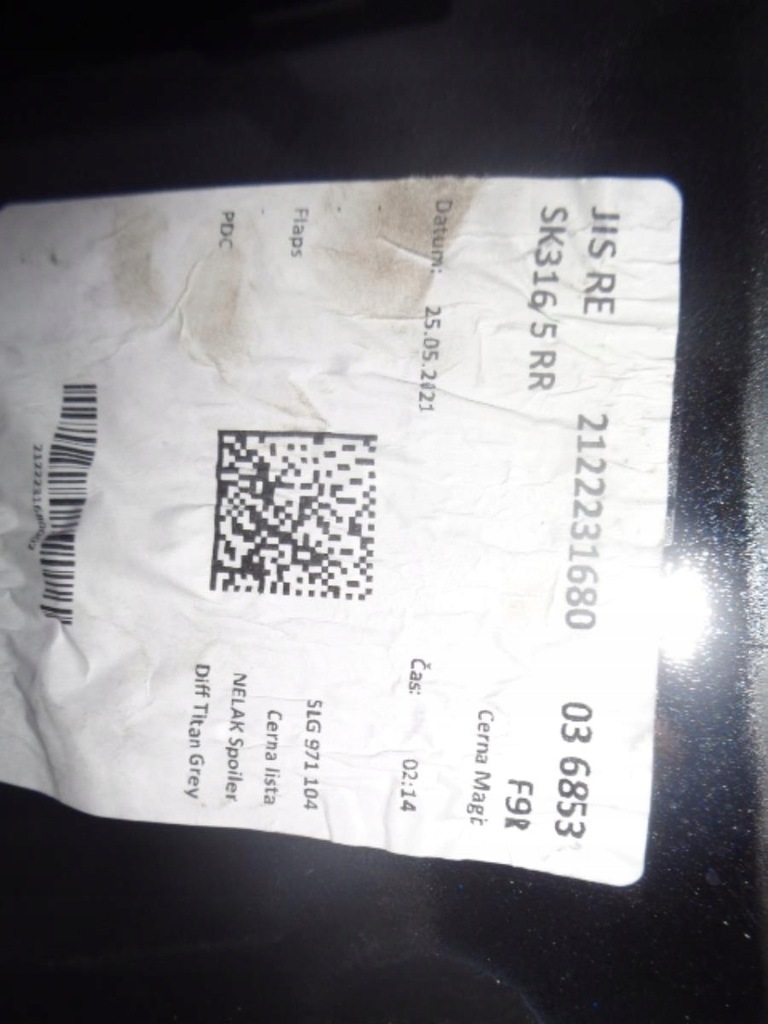 JIS RE 2122231680 03 6853
SK316/5 RR F9R
Cerna Magi
Datum: 25.05.2021 Čas: 02:14
Flaps SLG 971 104
Cerna lista
PDC NELAK Spoiler
Diff Titan Grey